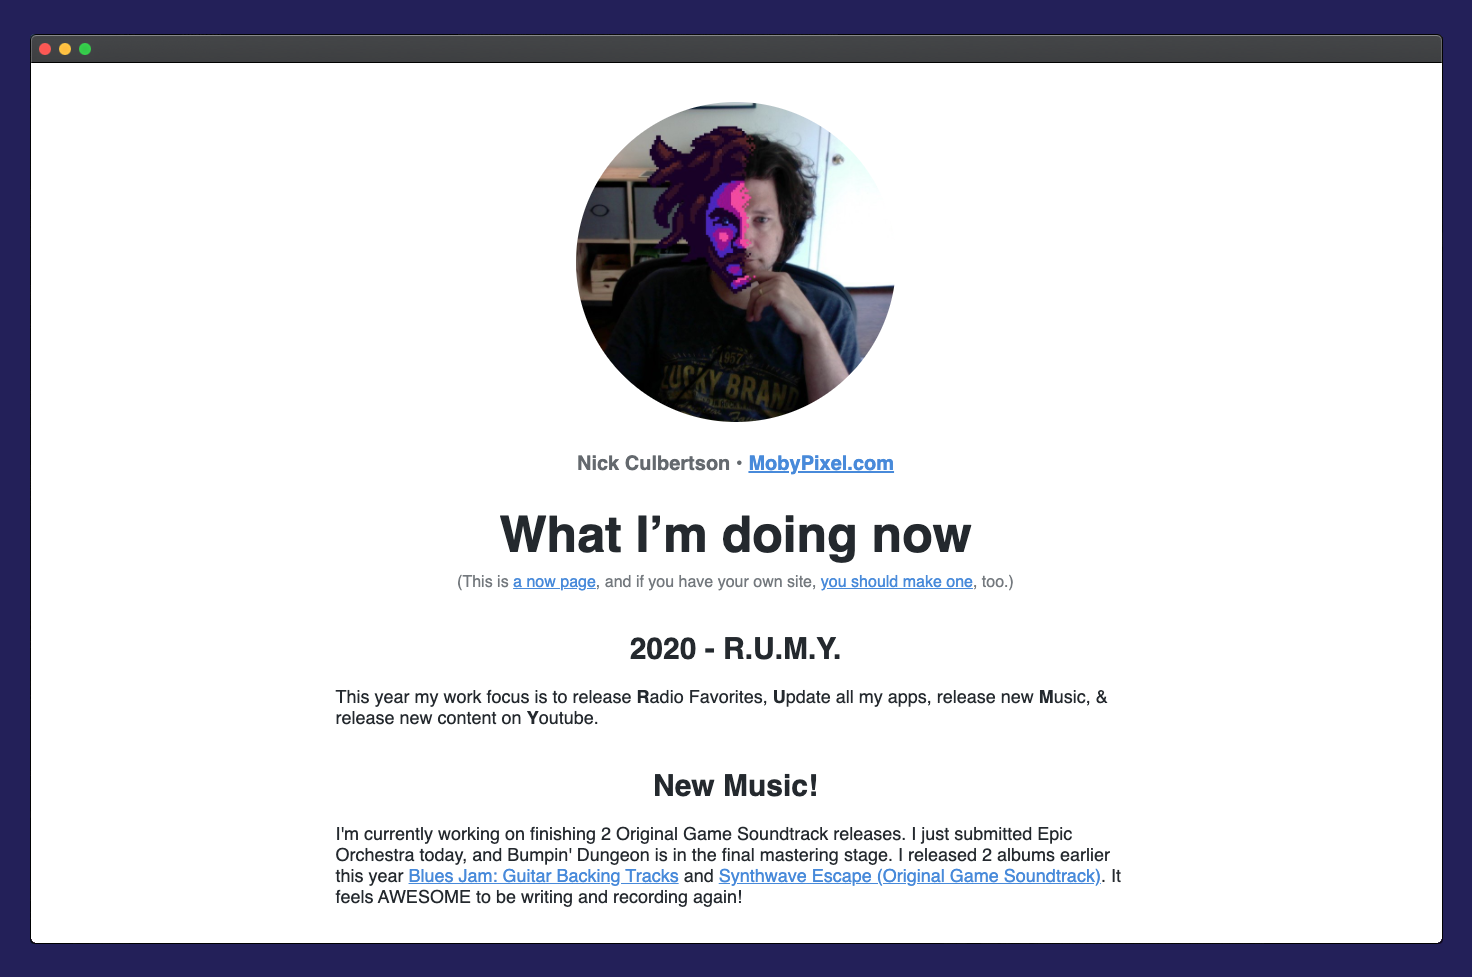 1957
LUCKY BRAND
Nick Culbertson • MobyPixel.com
What I’m doing now
(This is a now page, and if you have your own site, you should make one, too.)
2020 - R.U.M.Y.
This year my work focus is to release Radio Favorites, Update all my apps, release new Music, &
release new content on Youtube.
New Music!
I'm currently working on finishing 2 Original Game Soundtrack releases. I just submitted Epic
Orchestra today, and Bumpin' Dungeon is in the final mastering stage. I released 2 albums earlier
this year Blues Jam: Guitar Backing Tracks and Synthwave Escape (Original Game Soundtrack). It
feels AWESOME to be writing and recording again!